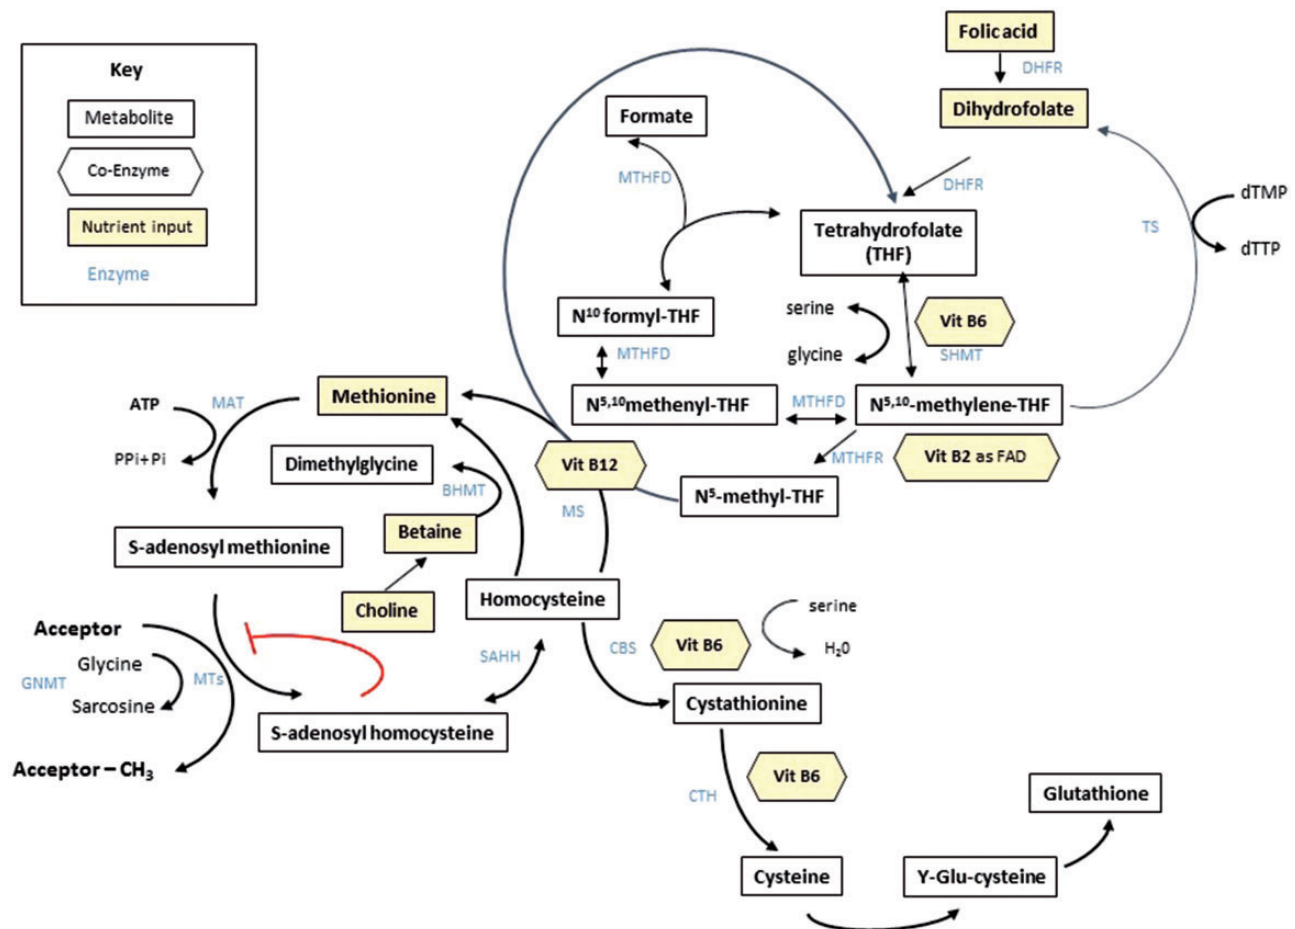 Key
Metabolite
Co-Enzyme
Nutrient input
Enzyme
Folic acid
DHFR
Dihydrofolate
DHFR
Formate
MTHFD
Tetrahydrofolate
(THF)
TS
dTMP
dTTP
N¹⁰ formyl-THF
MTHFD
serine
glycine
Vit B6
SHMT
N⁵,¹⁰methenyl-THF
MTHFD
N⁵,¹⁰-methylene-THF
MTHFR
Vit B2 as FAD
N⁵-methyl-THF
Vit B12
MS
Methionine
MAT
ATP
PPi+Pi
Dimethylglycine
BHMT
Betaine
Choline
S-adenosyl methionine
Homocysteine
Acceptor
Glycine
GNMT
MTs
Sarcosine
Acceptor – CH₃
SAHH
S-adenosyl homocysteine
CBS
Vit B6
serine
H₂0
Cystathionine
CTH
Vit B6
Cysteine
Y-Glu-cysteine
Glutathione